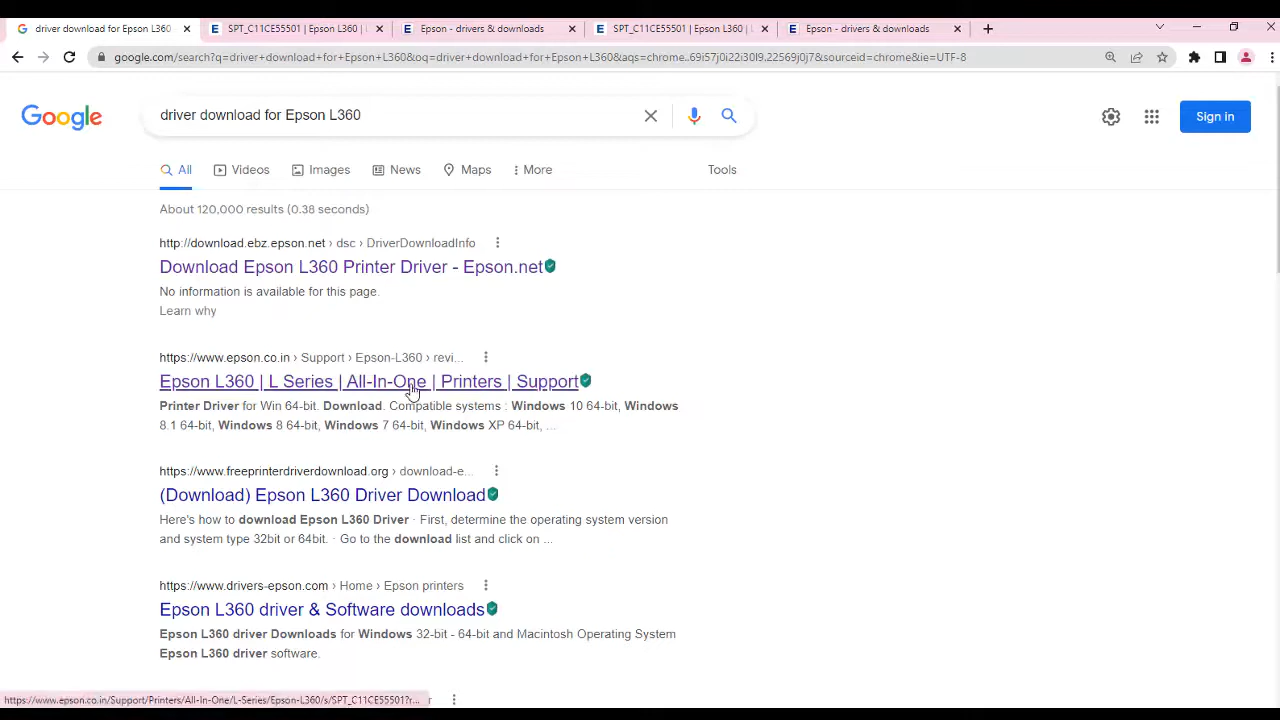 driver download for Epson L360
SPT_C11CE55501 | Epson L360 |
Epson - drivers & downloads
SPT_C11CE55501 | Epson L360 |
Epson - drivers & downloads
google.com/search?q=driver+download+for+Epson+L360&oq=driver+download+for+Epson+L360&aqs=chrome..69i57j0i22i30l9.22569j0j7&sourceid=chrome&ie=UTF-8
Google
driver download for Epson L360
Sign in
All
Videos
Images
News
Maps
More
Tools
About 120,000 results (0.38 seconds)
http://download.ebz.epson.net › dsc › DriverDownloadInfo
Download Epson L360 Printer Driver - Epson.net
No information is available for this page.
Learn why
https://www.epson.co.in › Support › Epson-L360 › revi...
Epson L360 | L Series | All-In-One | Printers | Support
Printer Driver for Win 64-bit. Download. Compatible systems : Windows 10 64-bit, Windows
8.1 64-bit, Windows 8 64-bit, Windows 7 64-bit, Windows XP 64-bit, ...
https://www.freeprinterdriverdownload.org › download-e...
(Download) Epson L360 Driver Download
Here's how to download Epson L360 Driver · First, determine the operating system version
and system type 32bit or 64bit. · Go to the download list and click on ...
https://www.drivers-epson.com › Home › Epson printers
Epson L360 driver & Software downloads
Epson L360 driver Downloads for Windows 32-bit - 64-bit and Macintosh Operating System
Epson L360 driver software.
https://www.epson.co.in/Support/Printers/All-In-One/L-Series/Epson-L360/s/SPT_C11CE55501?r...